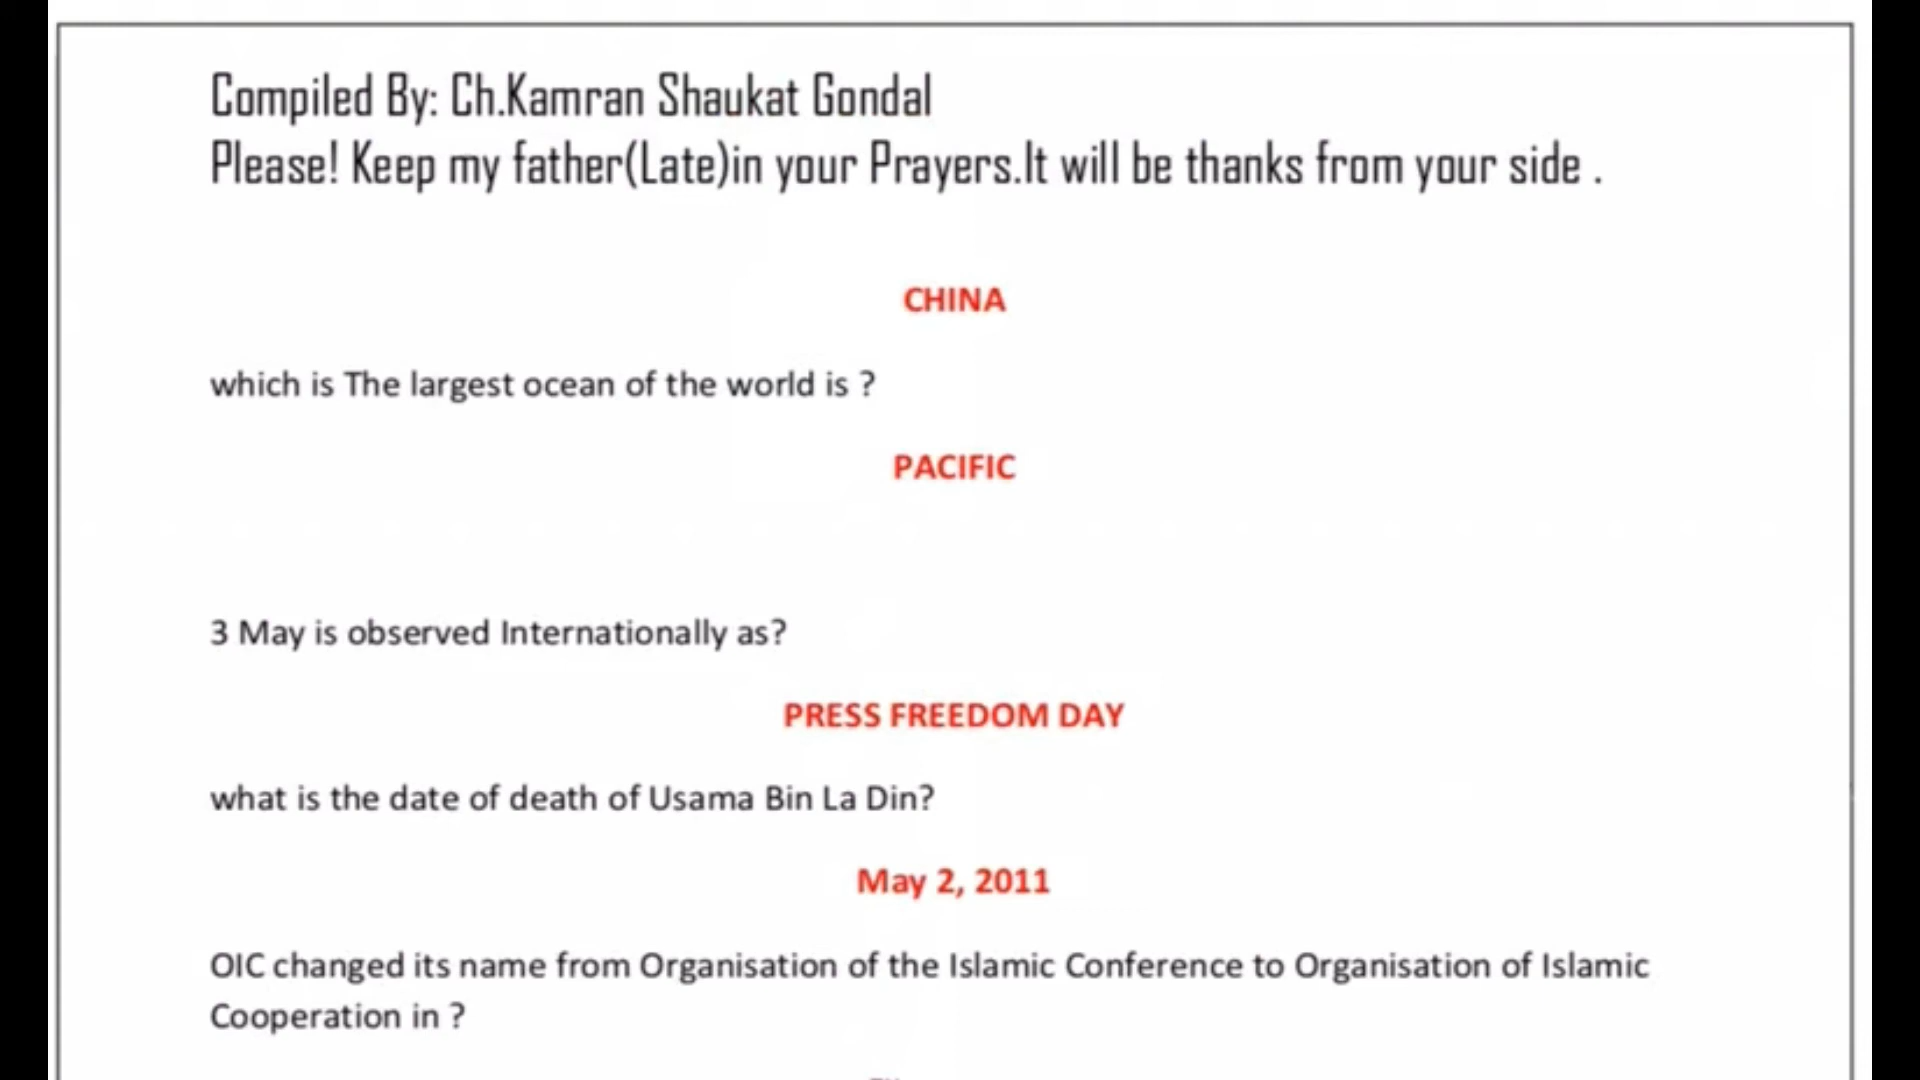 Compiled By: Ch.Kamran Shaukat Gondal
Please! Keep my father(Late)in your Prayers.It will be thanks from your side .
CHINA
which is The largest ocean of the world is ?
PACIFIC
3 May is observed Internationally as?
PRESS FREEDOM DAY
what is the date of death of Usama Bin La Din?
May 2, 2011
OIC changed its name from Organisation of the Islamic Conference to Organisation of Islamic
Cooperation in ?